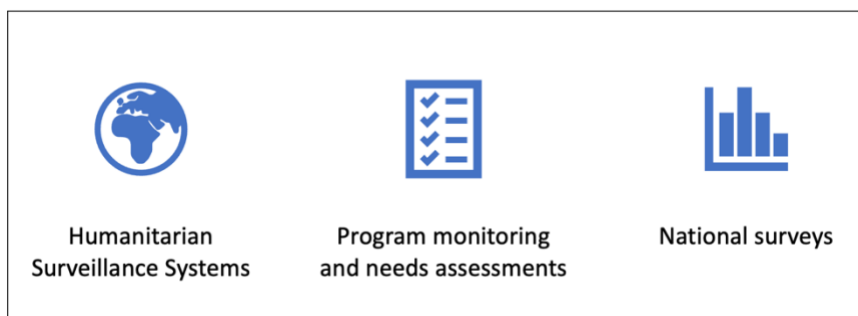 Humanitarian
Surveillance Systems
Program monitoring
and needs assessments
National surveys